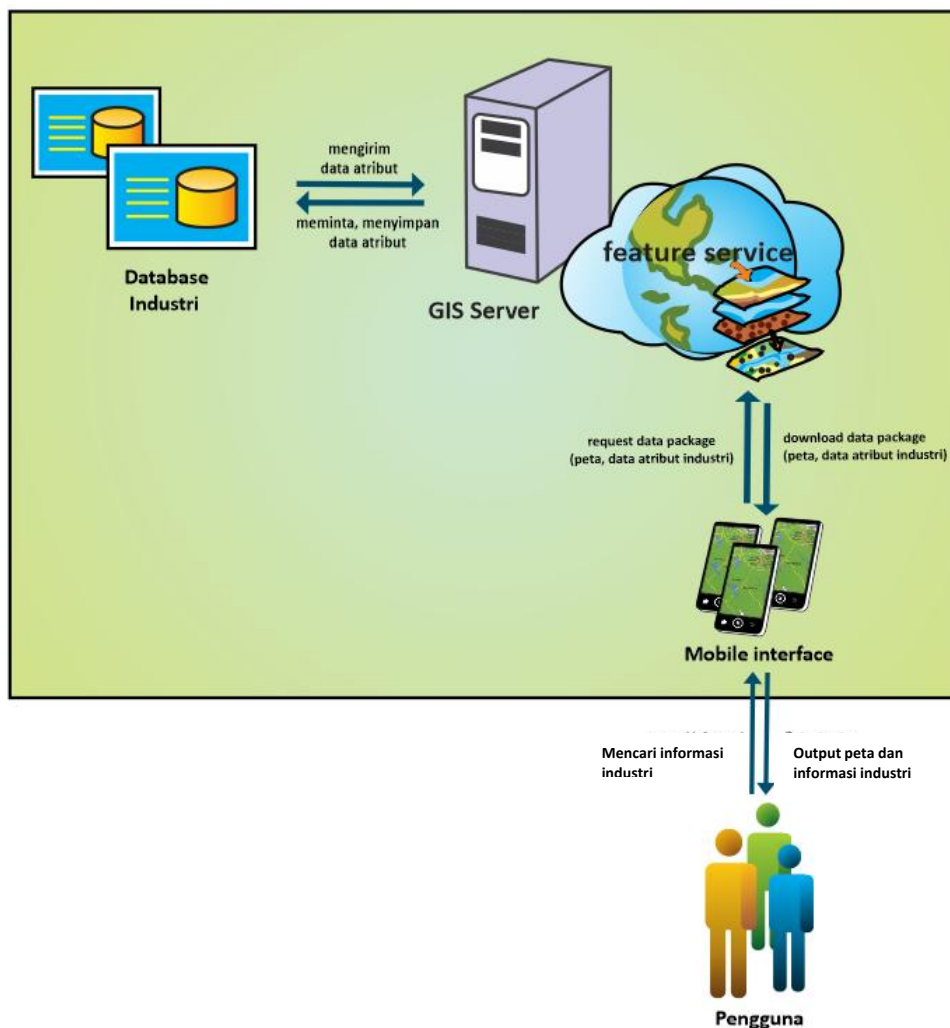 mengirim
data atribut
meminta, menyimpan
data atribut
Database
Industri
GIS Server
feature service
request data package
(peta, data atribut industri)
download data package
(peta, data atribut industri)
Mobile interface
Mencari informasi
industri
Output peta dan
informasi industri
Pengguna